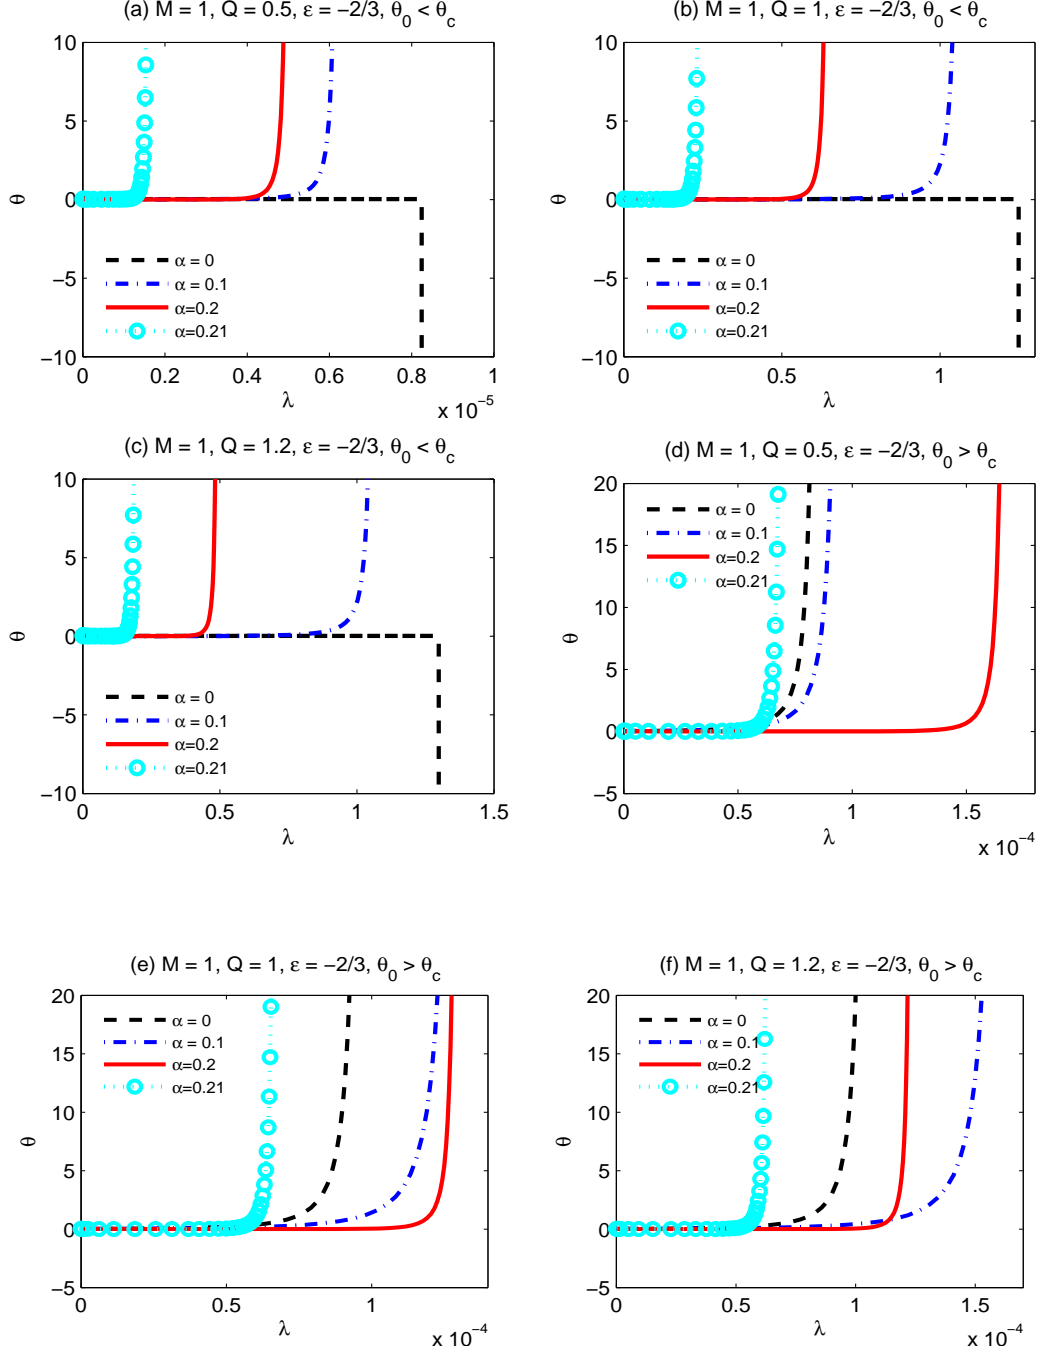 (a) M = 1, Q = 0.5, ε = −2/3, θ₀ < θ_c
10
5
0
−5
−10
θ
α = 0
α = 0.1
α=0.2
α=0.21
0 0.2 0.4 0.6 0.8 1
λ
x 10⁻⁵
(b) M = 1, Q = 1, ε = −2/3, θ₀ < θ_c
10
5
0
−5
−10
θ
α = 0
α = 0.1
α=0.2
α=0.21
0 0.5 1
λ
x 10⁻⁵
(c) M = 1, Q = 1.2, ε = −2/3, θ₀ < θ_c
10
5
0
−5
−10
θ
α = 0
α = 0.1
α=0.2
α=0.21
0 0.5 1 1.5
λ
(d) M = 1, Q = 0.5, ε = −2/3, θ₀ > θ_c
20
15
10
5
0
−5
θ
α = 0
α = 0.1
α=0.2
α=0.21
0 0.5 1 1.5
λ
x 10⁻⁴
(e) M = 1, Q = 1, ε = −2/3, θ₀ > θ_c
20
15
10
5
0
−5
θ
α = 0
α = 0.1
α=0.2
α=0.21
0 0.5 1
λ
x 10⁻⁴
(f) M = 1, Q = 1.2, ε = −2/3, θ₀ > θ_c
20
15
10
5
0
−5
θ
α = 0
α = 0.1
α=0.2
α=0.21
0 0.5 1 1.5
λ
x 10⁻⁴